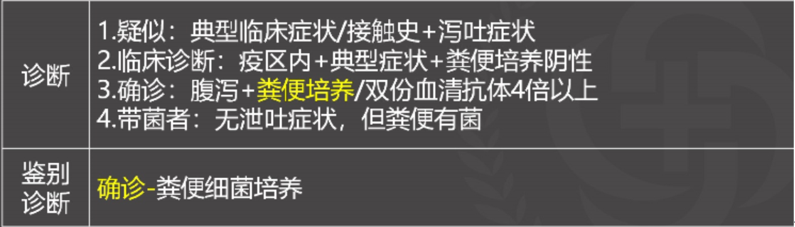 诊断
1.疑似：典型临床症状/接触史+泻吐症状
2.临床诊断：疫区内+典型症状+粪便培养阴性
3.确诊：腹泻+粪便培养/双份血清抗体4倍以上
4.带菌者：无泄吐症状，但粪便有菌
鉴别
诊断
确诊-粪便细菌培养